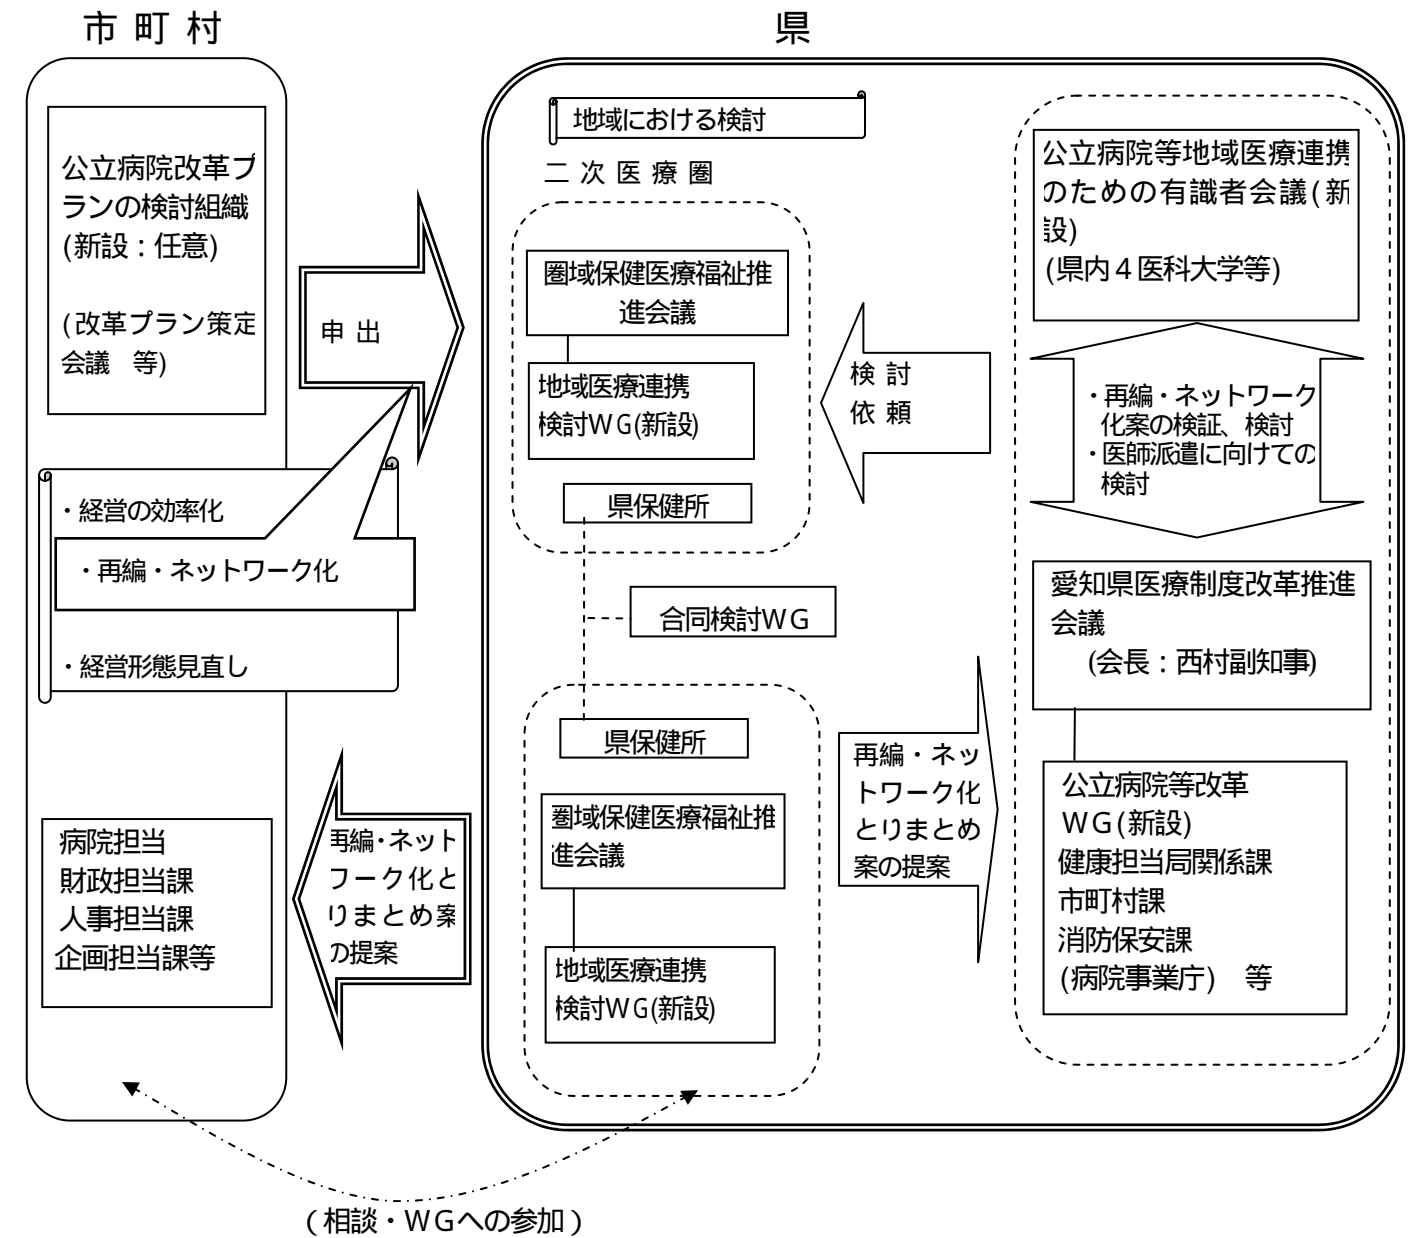 市町村
県
公立病院改革プ
ランの検討組織
(新設：任意)
(改革プラン策定
会議　等)
申出
・経営の効率化
・再編・ネットワーク化
・経営形態見直し
病院担当
財政担当課
人事担当課
企画担当課等
再編・ネット
ワーク化と
りまとめ案
の提案
地域における検討
二次医療圏
圏域保健医療福祉推
進会議
地域医療連携
検討WG(新設)
県保健所
合同検討WG
県保健所
圏域保健医療福祉推
進会議
地域医療連携
検討WG(新設)
検討
依頼
再編・ネッ
トワーク化
とりまとめ
案の提案
公立病院等地域医療連携
のための有識者会議(新
設)
(県内４医科大学等)
・再編・ネットワーク
化案の検証、検討
・医師派遣に向けての
検討
愛知県医療制度改革推進
会議
(会長：西村副知事)
公立病院等改革
WG(新設)
健康担当局関係課
市町村課
消防保安課
(病院事業庁)　等
(相談・WGへの参加)